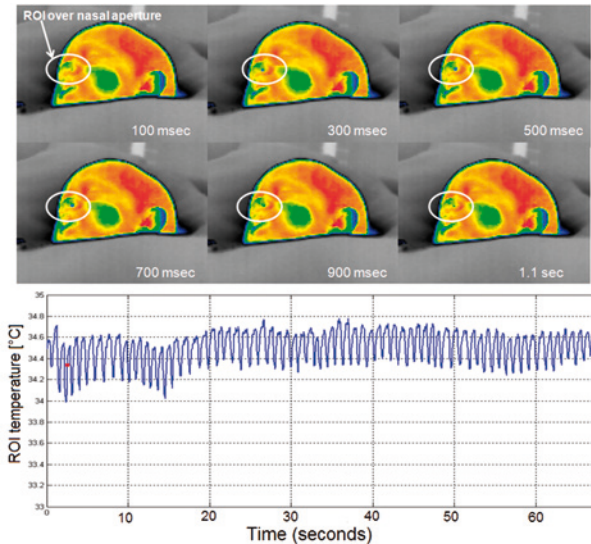 ROI over nasal aperture
100 msec
300 msec
500 msec
700 msec
900 msec
1.1 sec
ROI temperature [°C]
35
34.8
34.6
34.4
34.2
34
33.8
33.6
33.4
33.2
33
0
10
20
30
40
50
60
Time (seconds)